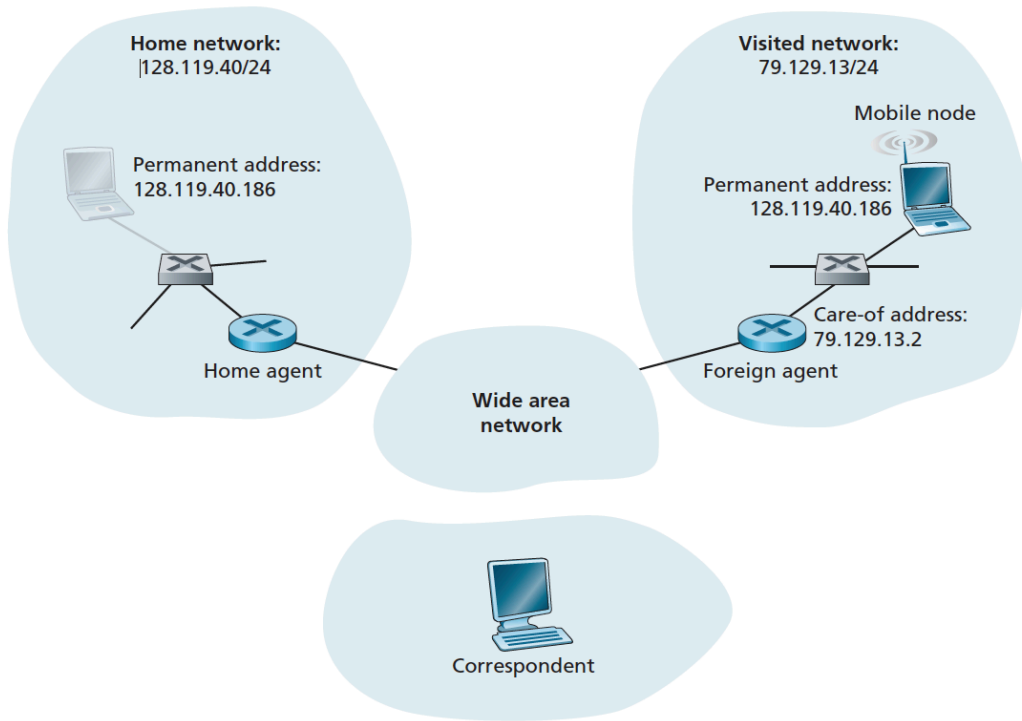 Home network:
128.119.40/24
Permanent address:
128.119.40.186
Home agent
Visited network:
79.129.13/24
Mobile node
Permanent address:
128.119.40.186
Care-of address:
79.129.13.2
Foreign agent
Wide area
network
Correspondent